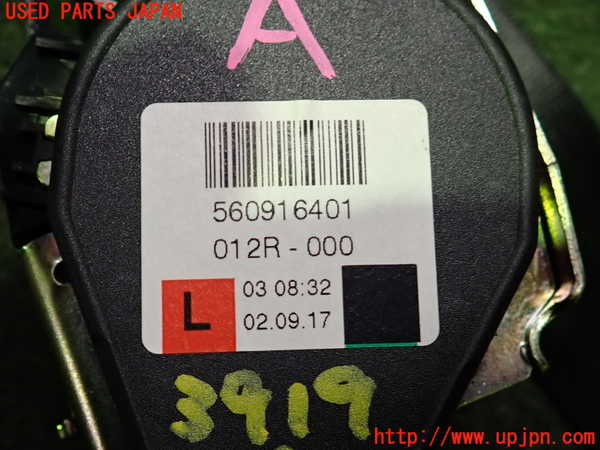 USED PARTS JAPAN
A
560916401
012R-000
L
03 08:32
02.09.17
3919
http://www.upjpn.com/